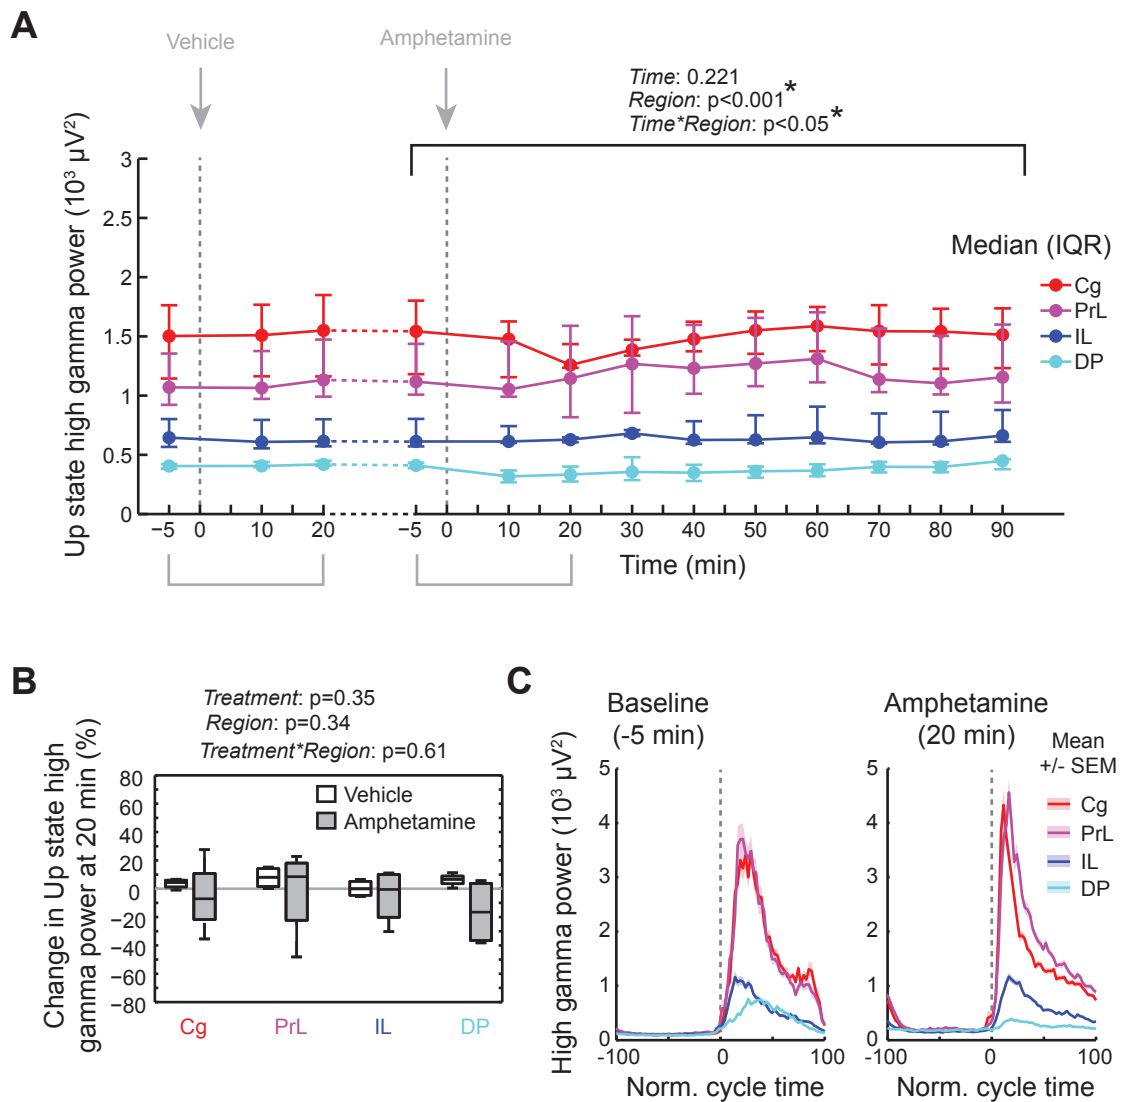 A
Vehicle
Amphetamine
Time: 0.221
Region: p<0.001*
Time*Region: p<0.05*
Up state high gamma power (10³ µV²)
3
2.5
2
1.5
1
0.5
0
−5 0 10 20 −5 0 10 20 30 40 50 60 70 80 90
Time (min)
Median (IQR)
Cg
PrL
IL
DP
B
Treatment: p=0.35
Region: p=0.34
Treatment*Region: p=0.61
Change in Up state high
gamma power at 20 min (%)
80
60
40
20
0
−20
−40
−60
−80
Vehicle
Amphetamine
Cg PrL IL DP
C
Baseline
(-5 min)
Amphetamine
(20 min)
Mean
+/- SEM
Cg
PrL
IL
DP
High gamma power (10³ µV²)
5
4
3
2
1
0
-100 0 100
Norm. cycle time
5
4
3
2
1
0
-100 0 100
Norm. cycle time